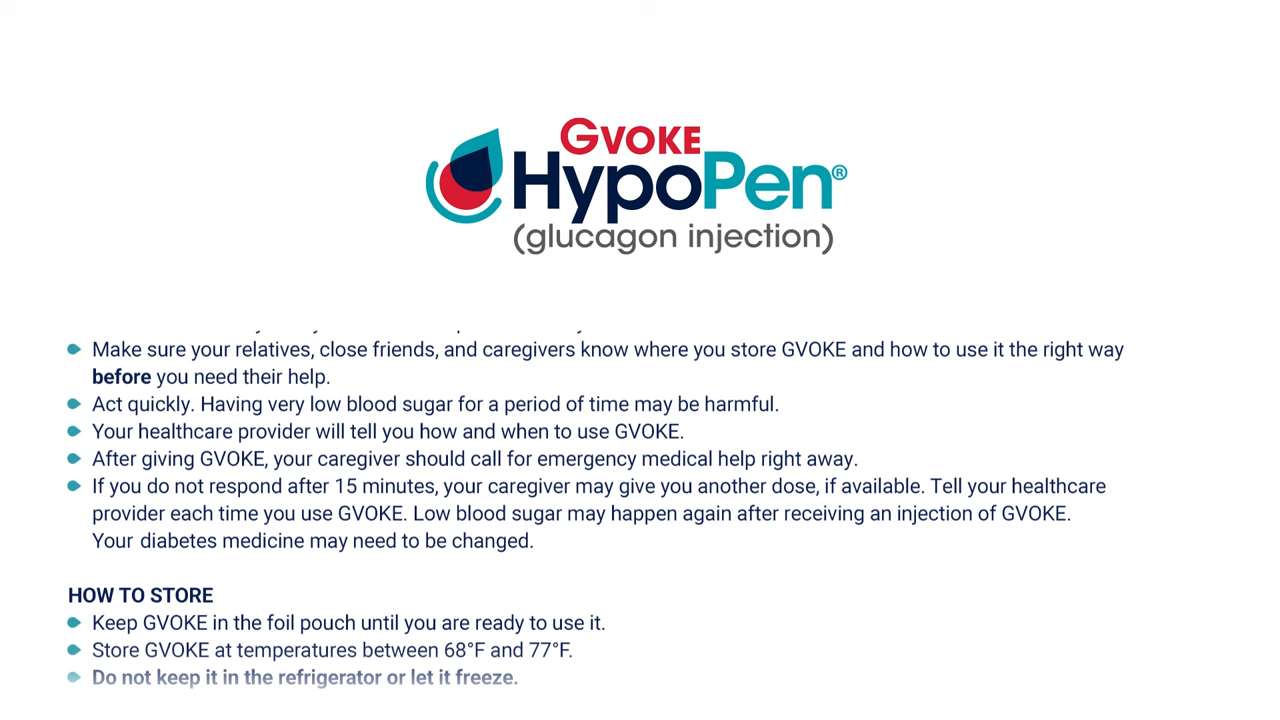 GVOKE
HypoPen®
(glucagon injection)
Make sure your relatives, close friends, and caregivers know where you store GVOKE and how to use it the right way
before you need their help.
Act quickly. Having very low blood sugar for a period of time may be harmful.
Your healthcare provider will tell you how and when to use GVOKE.
After giving GVOKE, your caregiver should call for emergency medical help right away.
If you do not respond after 15 minutes, your caregiver may give you another dose, if available. Tell your healthcare
provider each time you use GVOKE. Low blood sugar may happen again after receiving an injection of GVOKE.
Your diabetes medicine may need to be changed.
HOW TO STORE
Keep GVOKE in the foil pouch until you are ready to use it.
Store GVOKE at temperatures between 68°F and 77°F.
Do not keep it in the refrigerator or let it freeze.